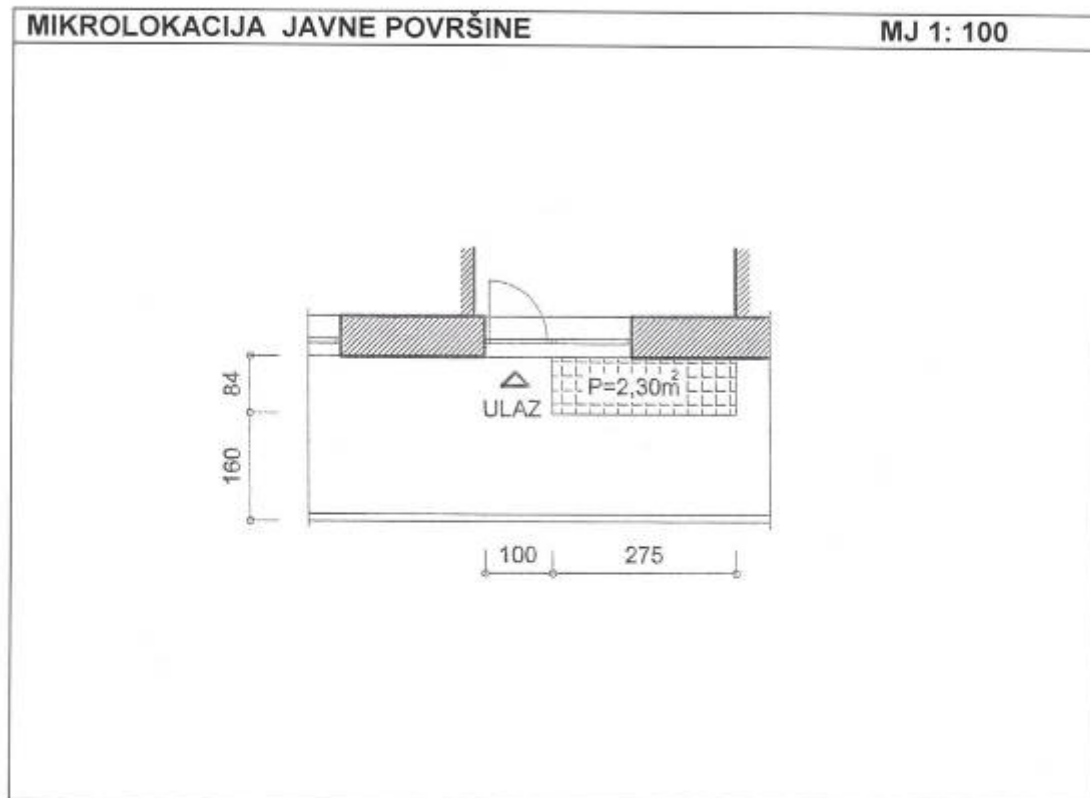 MIKROLOKACIJA JAVNE POVRŠINE
MJ 1: 100
84
P=2,30m²
ULAZ
160
100
275